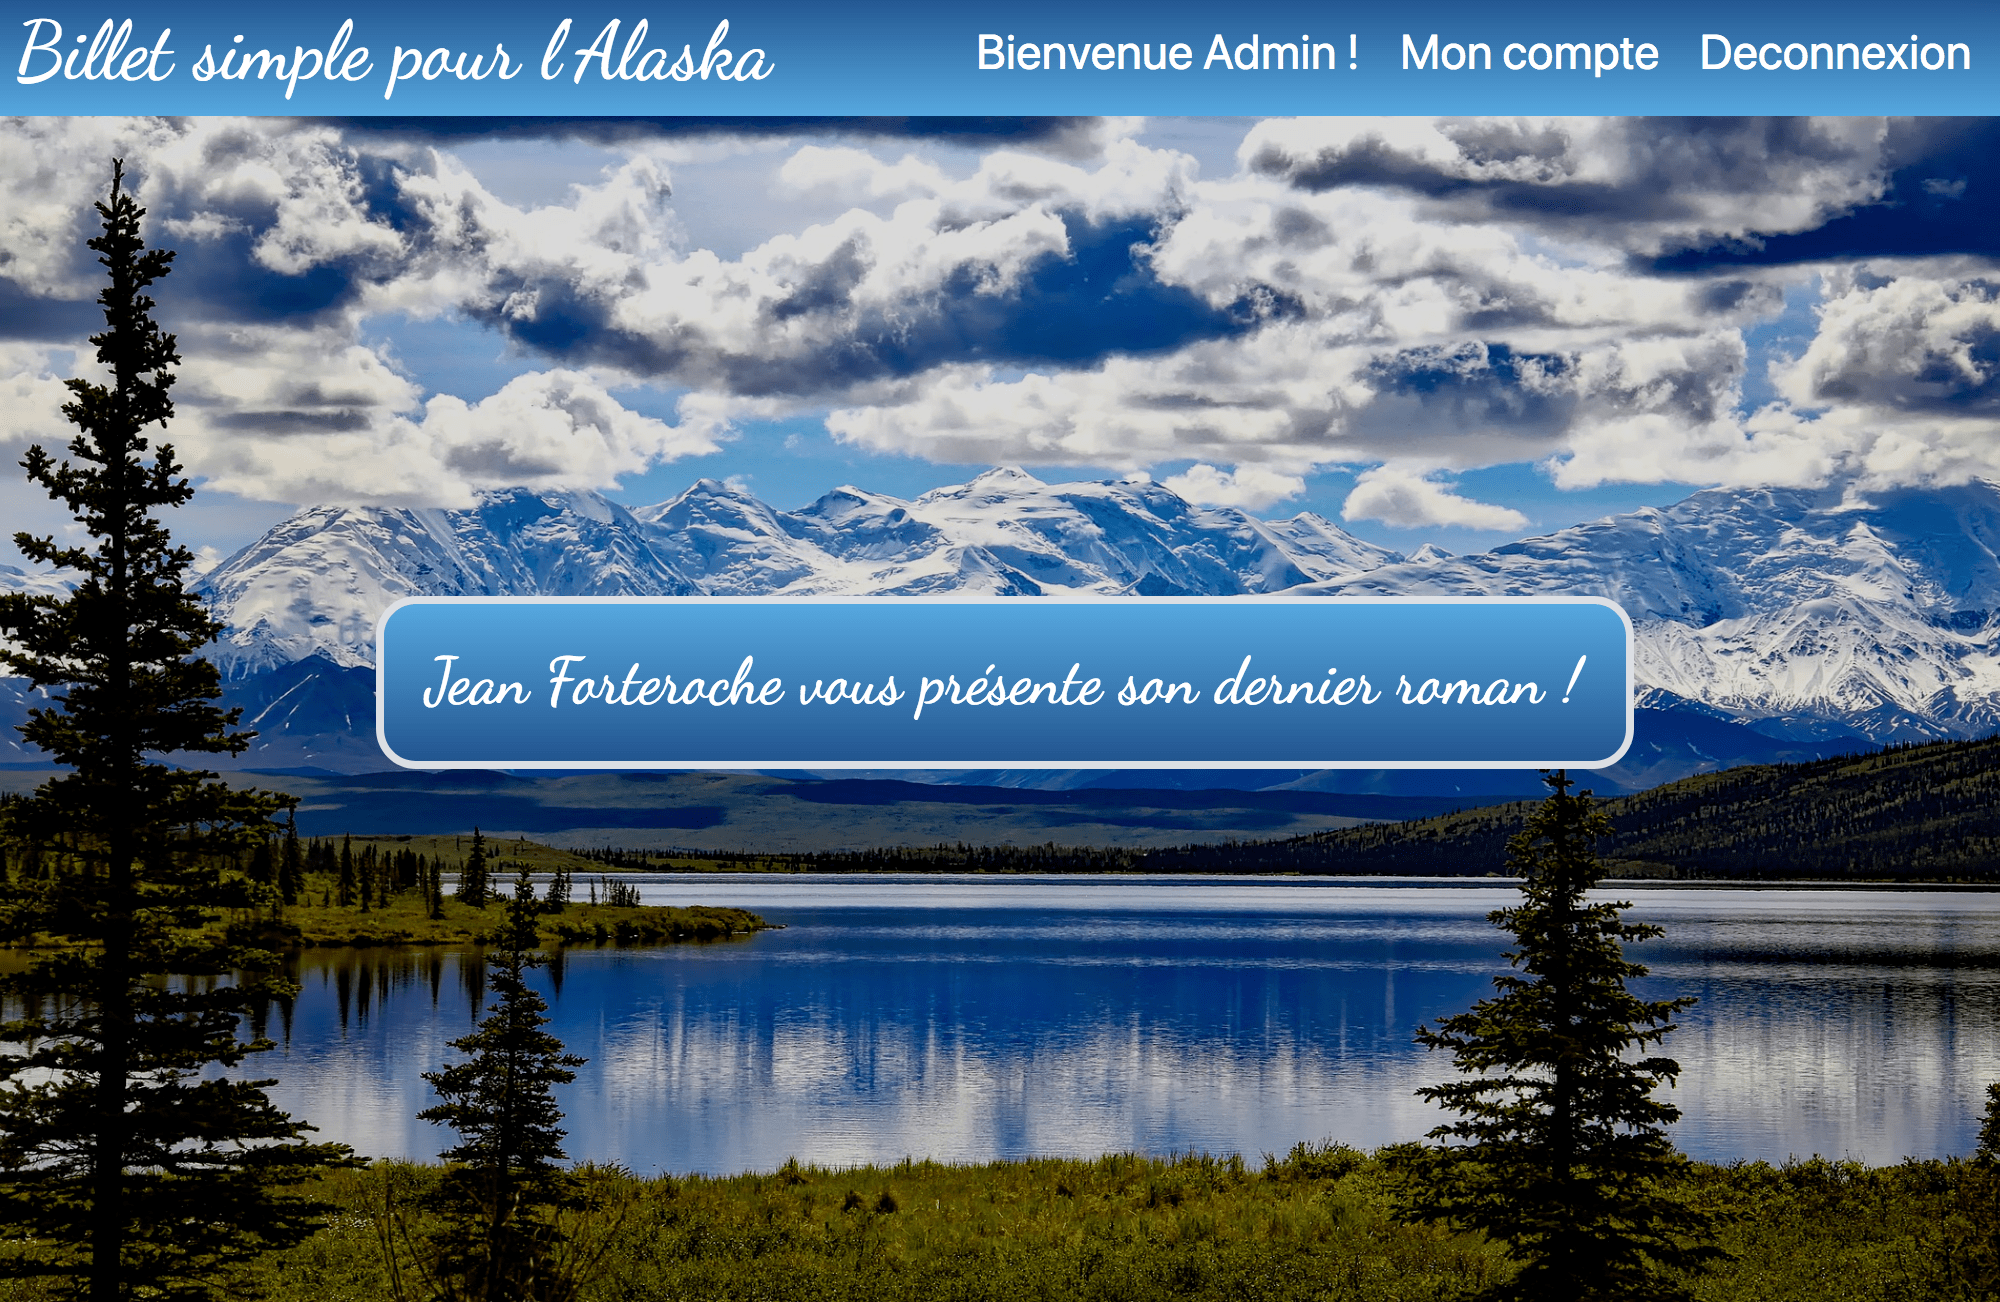 Billet simple pour l'Alaska
Bienvenue Admin ! Mon compte Deconnexion
Jean Forteroche vous présente son dernier roman !